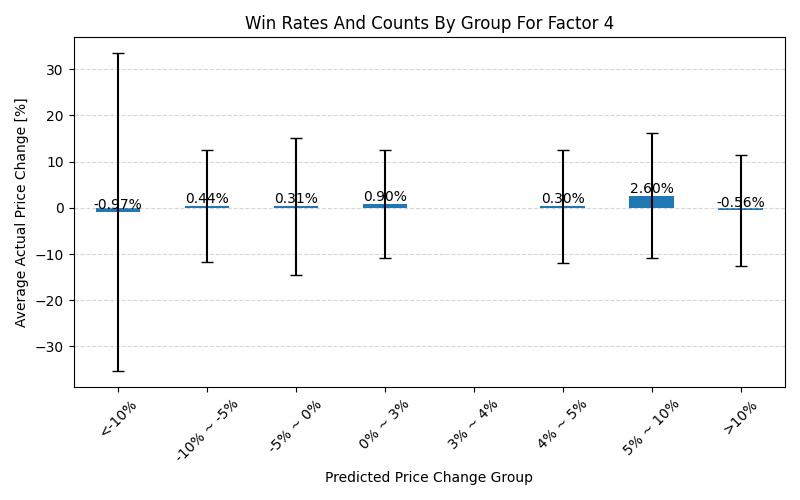 Win Rates And Counts By Group For Factor 4
Average Actual Price Change [%]
30
20
10
0
−10
−20
−30
-0.97%
0.44%
0.31%
0.90%
0.30%
2.60%
-0.56%
<-10%
-10% ~ -5%
-5% ~ 0%
0% ~ 3%
3% ~ 4%
4% ~ 5%
5% ~ 10%
>10%
Predicted Price Change Group